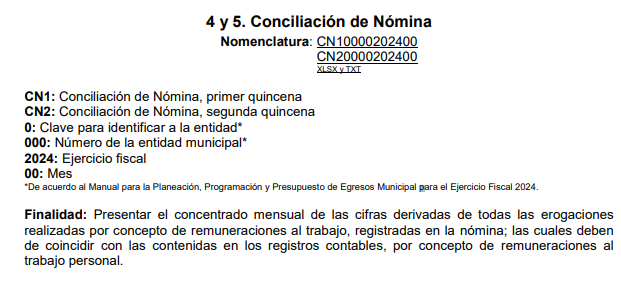 4 y 5. Conciliación de Nómina
Nomenclatura: CN10000202400
CN20000202400
XLSX y TXT
CN1: Conciliación de Nómina, primer quincena
CN2: Conciliación de Nómina, segunda quincena
0: Clave para identificar a la entidad*
000: Número de la entidad municipal*
2024: Ejercicio fiscal
00: Mes
*De acuerdo al Manual para la Planeación, Programación y Presupuesto de Egresos Municipal para el Ejercicio Fiscal 2024.
Finalidad: Presentar el concentrado mensual de las cifras derivadas de todas las erogaciones
realizadas por concepto de remuneraciones al trabajo, registradas en la nómina; las cuales deben
de coincidir con las contenidas en los registros contables, por concepto de remuneraciones al
trabajo personal.